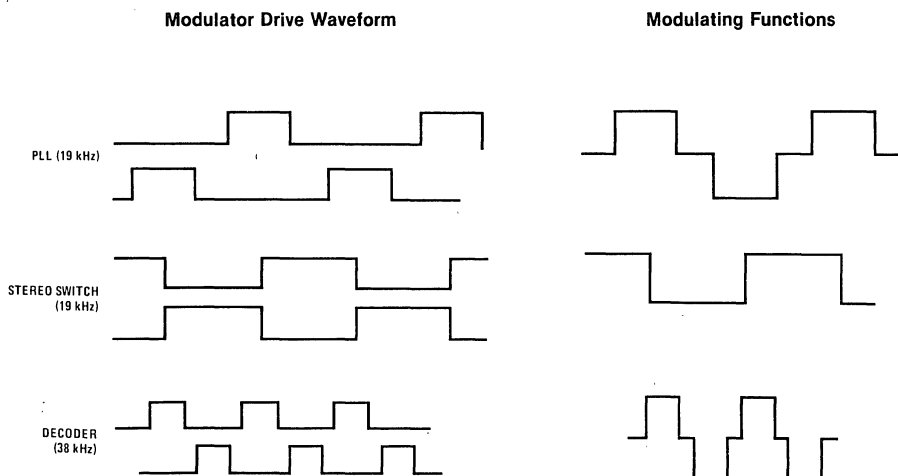 Modulator Drive Waveform
Modulating Functions
PLL (19 kHz)
STEREO SWITCH
(19 kHz)
DECODER
(38 kHz)